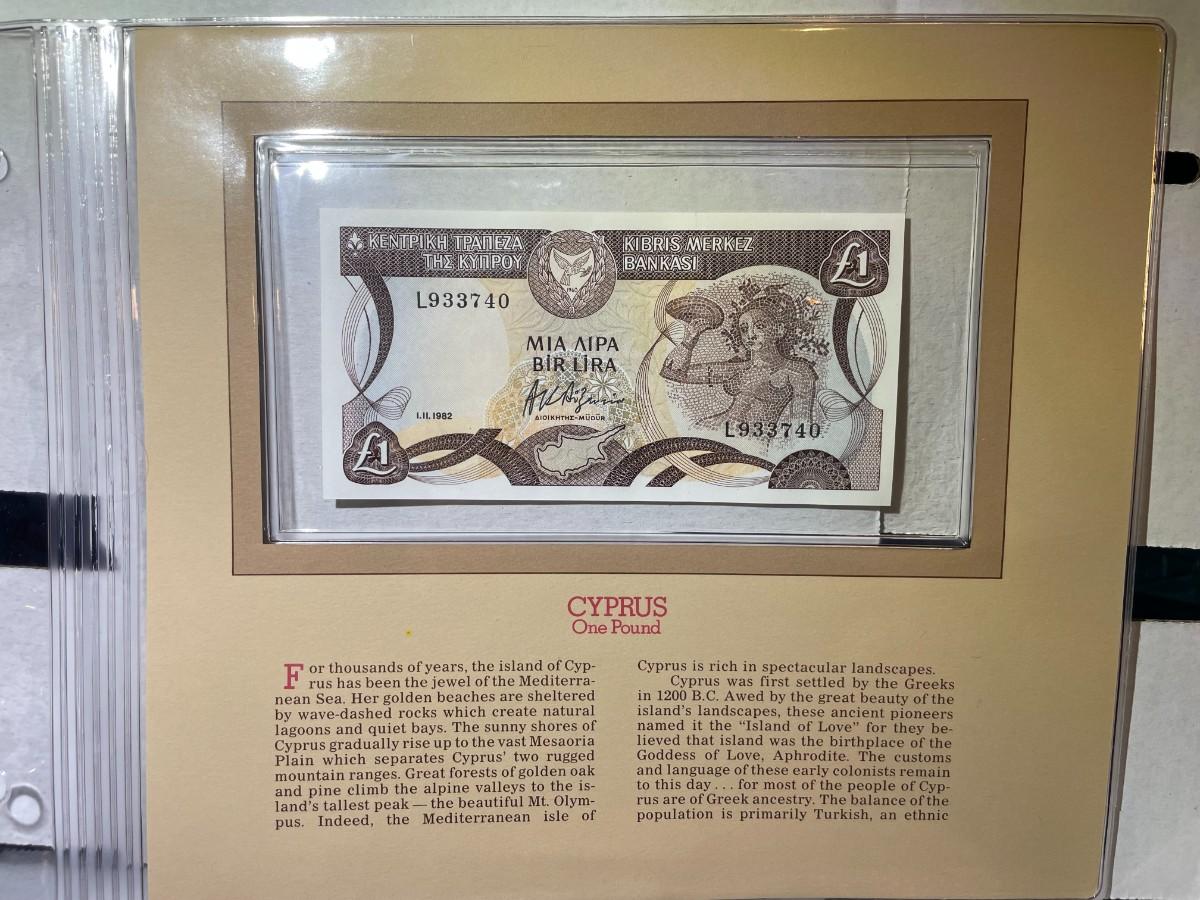 ΚΕΝΤΡΙΚΗ ΤΡΑΠΕΖΑ
ΤΗΣ ΚΥΠΡΟΥ
KIBRIS MERKEZ
BANKASI
£1
1960
L933740
ΜΙΑ ΛΙΡΑ
BİR LİRA
1.11.1982
ΔΙΟΙΚΗΤΗΣ-MÜDÜR
L933740
£1
CYPRUS
One Pound
For thousands of years, the island of Cyp-
rus has been the jewel of the Mediterra-
nean Sea. Her golden beaches are sheltered
by wave-dashed rocks which create natural
lagoons and quiet bays. The sunny shores of
Cyprus gradually rise up to the vast Mesaoria
Plain which separates Cyprus' two rugged
mountain ranges. Great forests of golden oak
and pine climb the alpine valleys to the is-
land's tallest peak — the beautiful Mt. Olym-
pus. Indeed, the Mediterranean isle of
Cyprus is rich in spectacular landscapes.
Cyprus was first settled by the Greeks
in 1200 B.C. Awed by the great beauty of the
island's landscapes, these ancient pioneers
named it the “Island of Love” for they be-
lieved that island was the birthplace of the
Goddess of Love, Aphrodite. The customs
and language of these early colonists remain
to this day . . . for most of the people of Cyp-
rus are of Greek ancestry. The balance of the
population is primarily Turkish, an ethnic